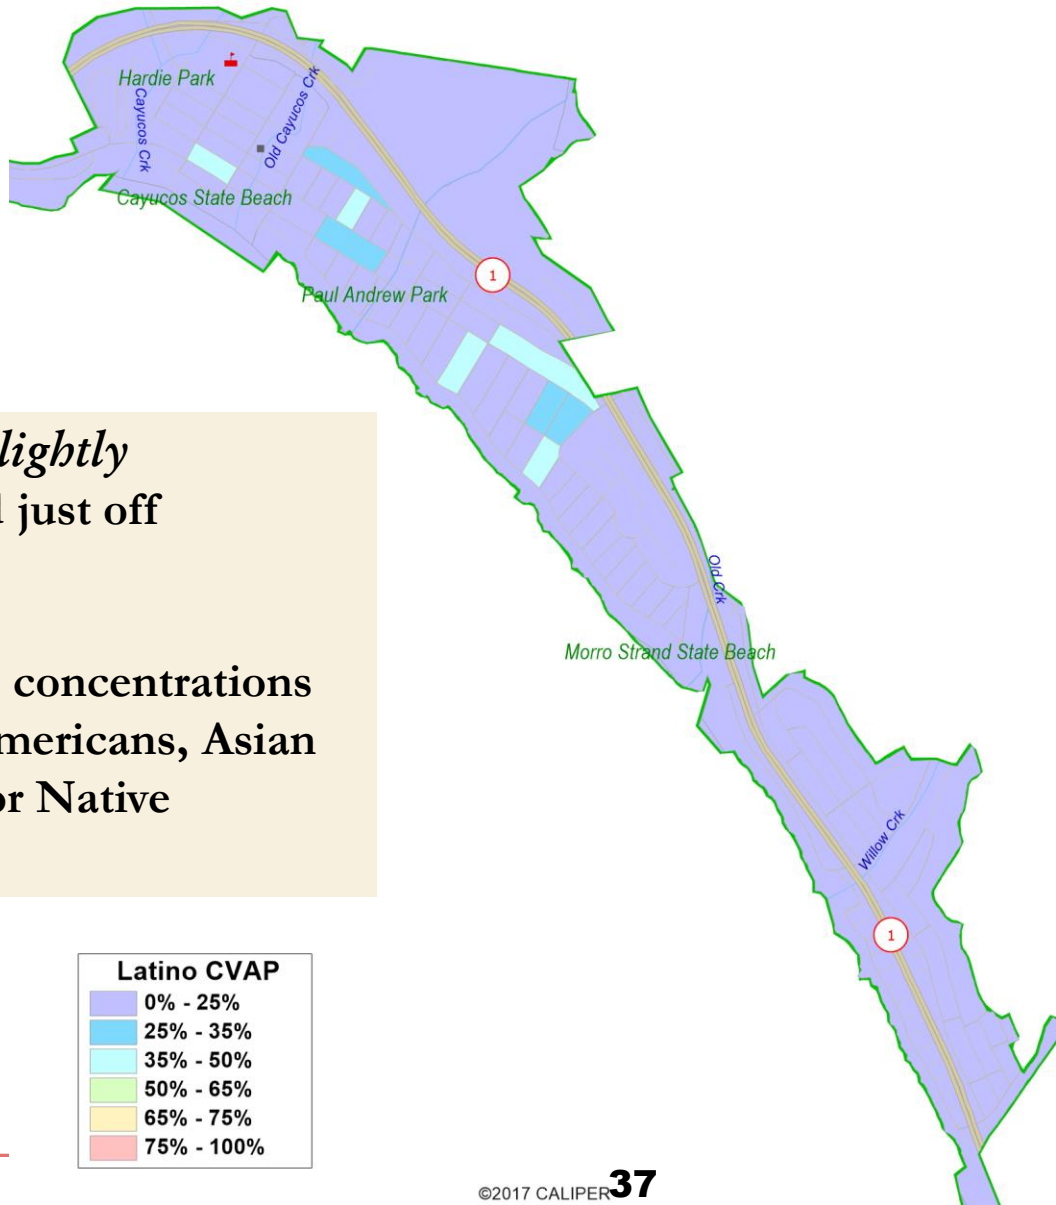 Hardie Park
Cayucos Crk
Old Cayucos Crk
Cayucos State Beach
Paul Andrew Park
1
lightly
just off
concentrations
mericans, Asian
or Native
Old Crk
Morro Strand State Beach
Willow Crk
1
Latino CVAP
0% - 25%
25% - 35%
35% - 50%
50% - 65%
65% - 75%
75% - 100%
©2017 CALIPER
37